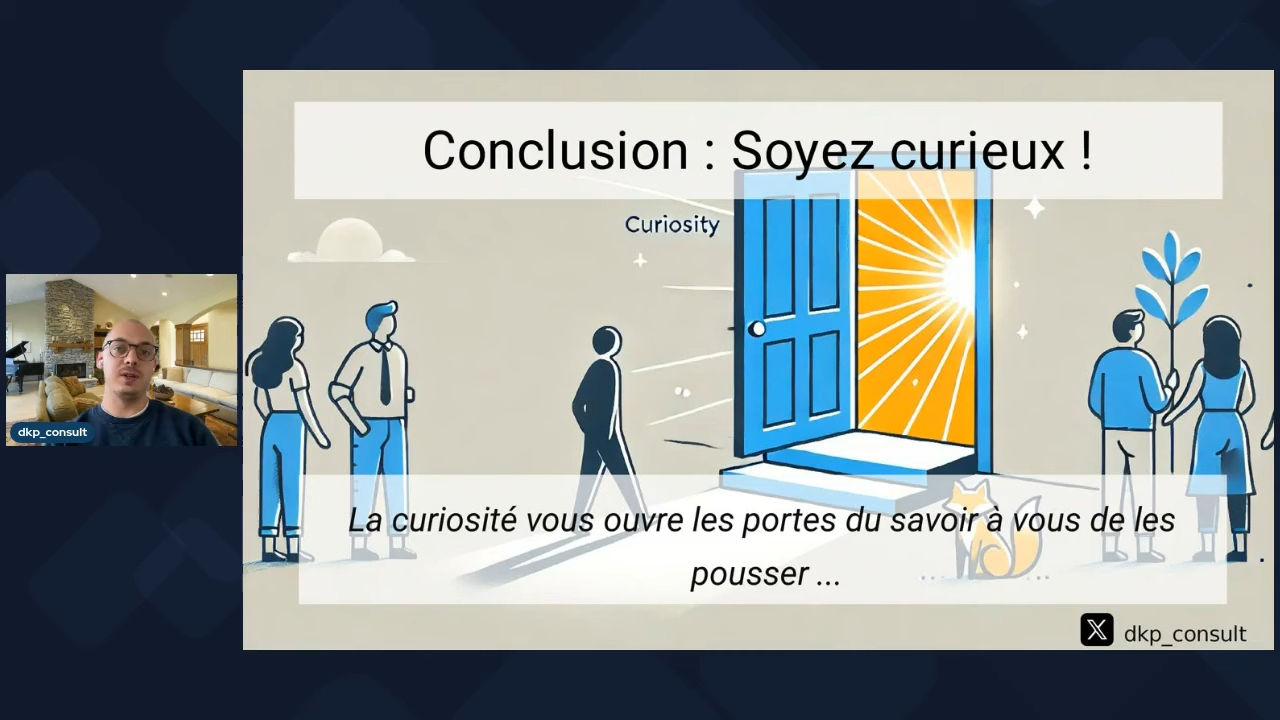 Conclusion : Soyez curieux !
Curiosity
dkp_consult
La curiosité vous ouvre les portes du savoir à vous de les
pousser ...
dkp_consult